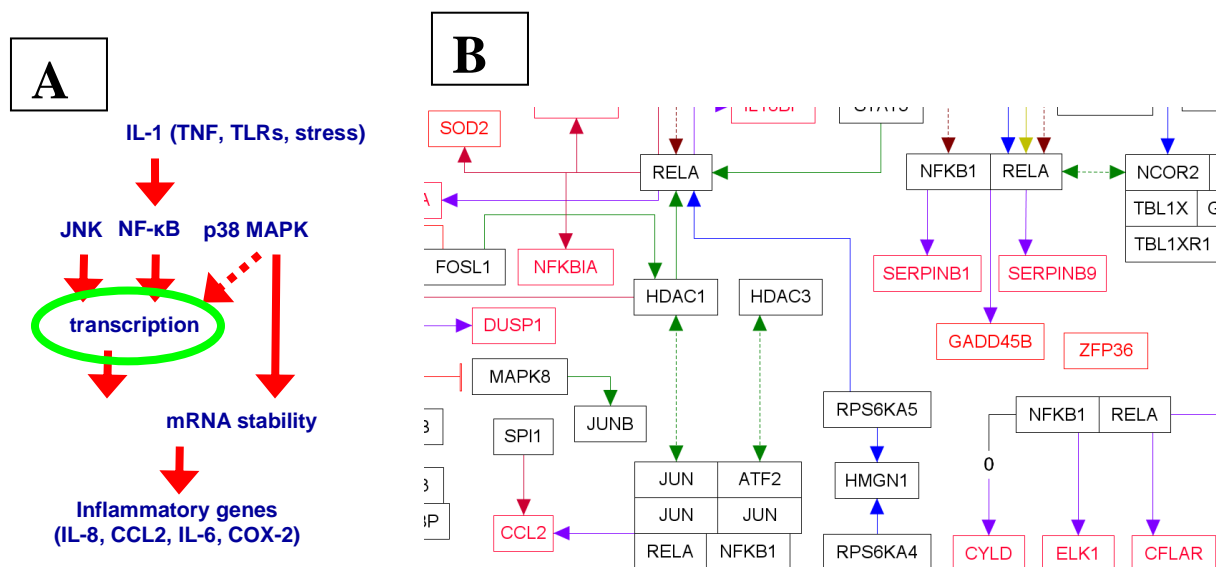 A
IL-1 (TNF, TLRs, stress)
JNK
NF-κB
p38 MAPK
transcription
mRNA stability
Inflammatory genes
(IL-8, CCL2, IL-6, COX-2)
B
SOD2
RELA
NFKB1
RELA
NCOR2
TBL1X
TBL1XR1
FOSL1
NFKBIA
SERPINB1
SERPINB9
HDAC1
HDAC3
DUSP1
GADD45B
ZFP36
MAPK8
RPS6KA5
NFKB1
RELA
JUNB
SPI1
0
JUN
ATF2
HMGN1
JUN
JUN
CCL2
RELA
NFKB1
RPS6KA4
CYLD
ELK1
CFLAR